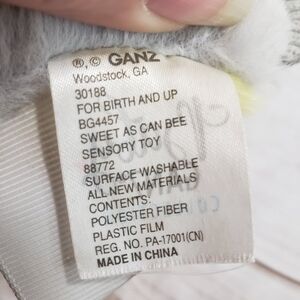 ®,© GANZ
Woodstock, GA
30188
FOR BIRTH AND UP
BG4457
SWEET AS CAN BEE
SENSORY TOY
88772
SURFACE WASHABLE
ALL NEW MATERIALS
CONTENTS:
POLYESTER FIBER
PLASTIC FILM
REG. NO. PA-17001(CN)
MADE IN CHINA